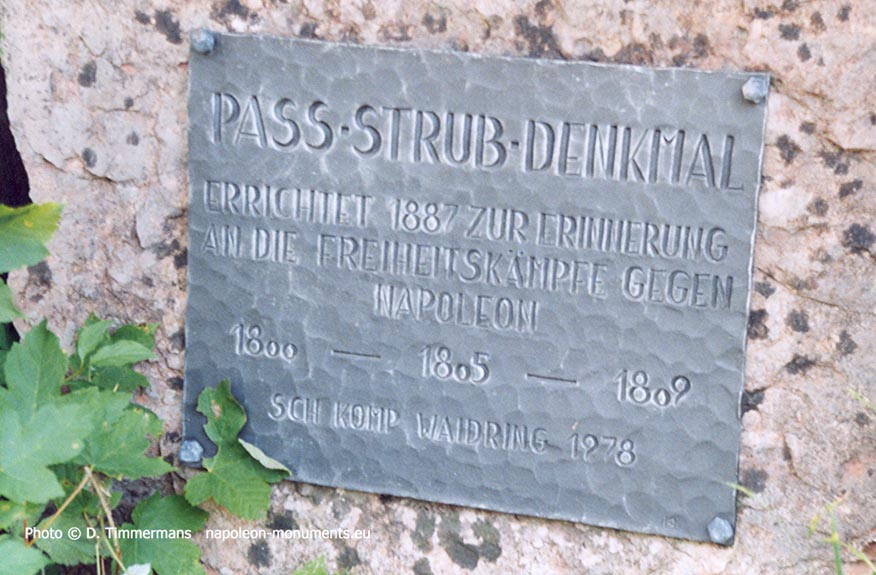 PASS-STRUB-DENKMAL
ERRICHTET 1887 ZUR ERINNERUNG
AN DIE FREIHEITSKÄMPFE GEGEN
NAPOLEON
1800 — 1805 — 1809
SCH KOMP WAIDRING 1978
Photo © D. Timmermans napoleon-monuments.eu